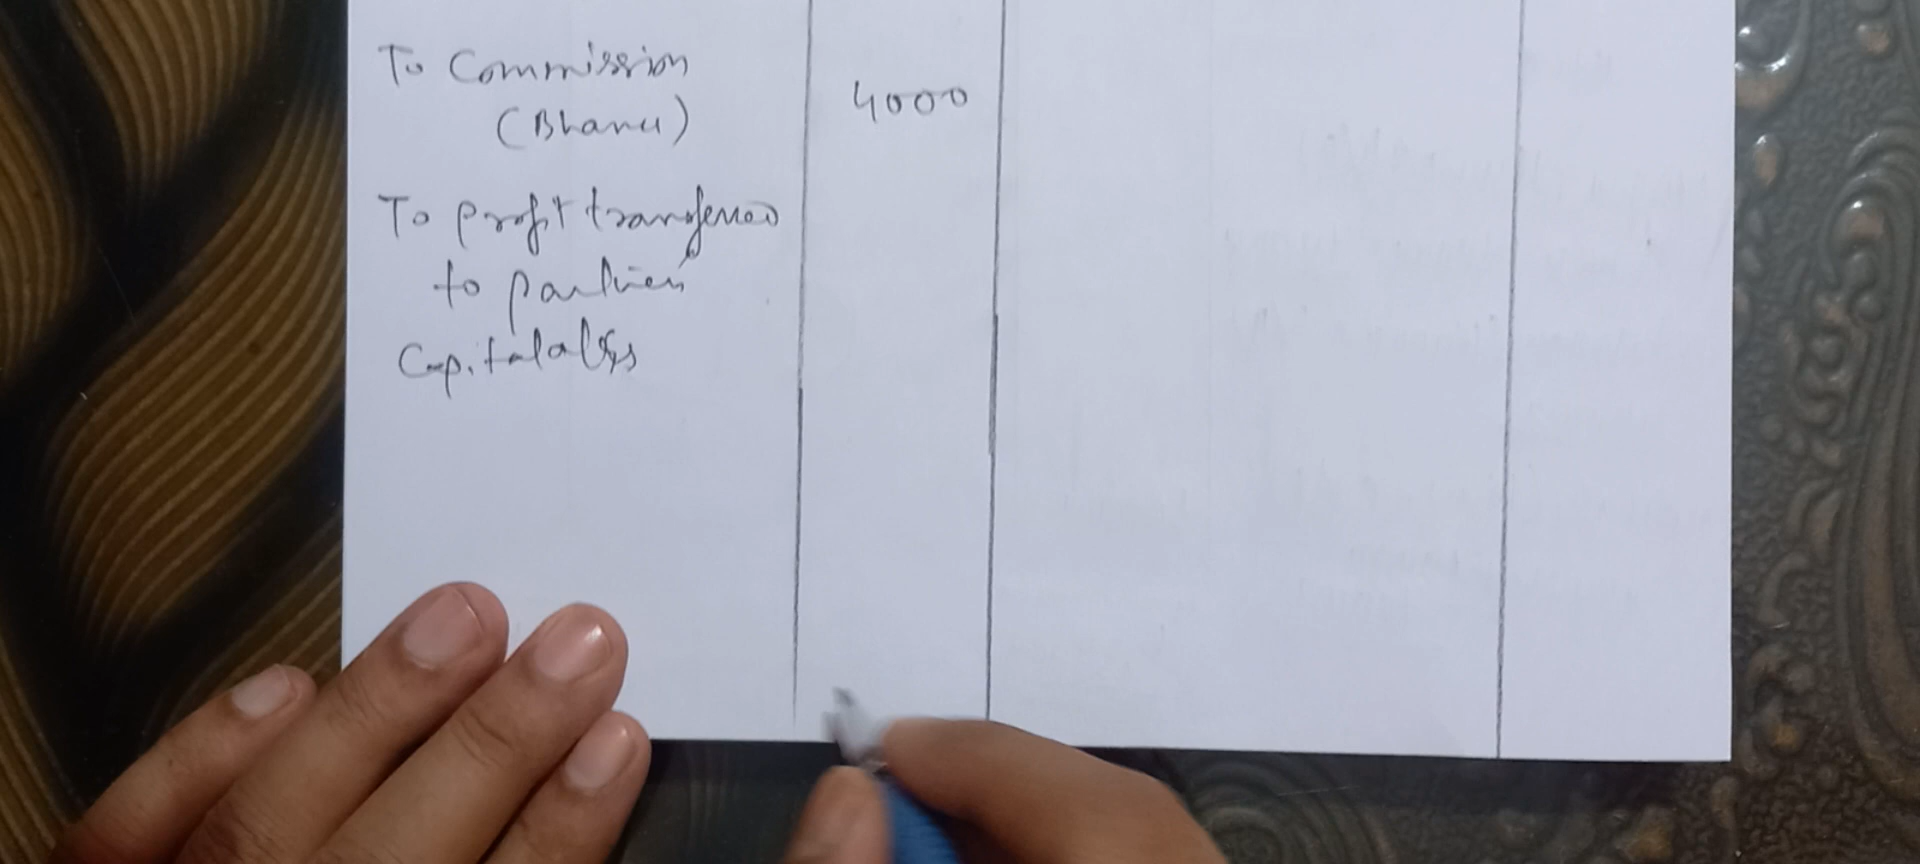 To Commission
(Bhanu) 4000
To profit transferred
to partners'
Capital a/cs